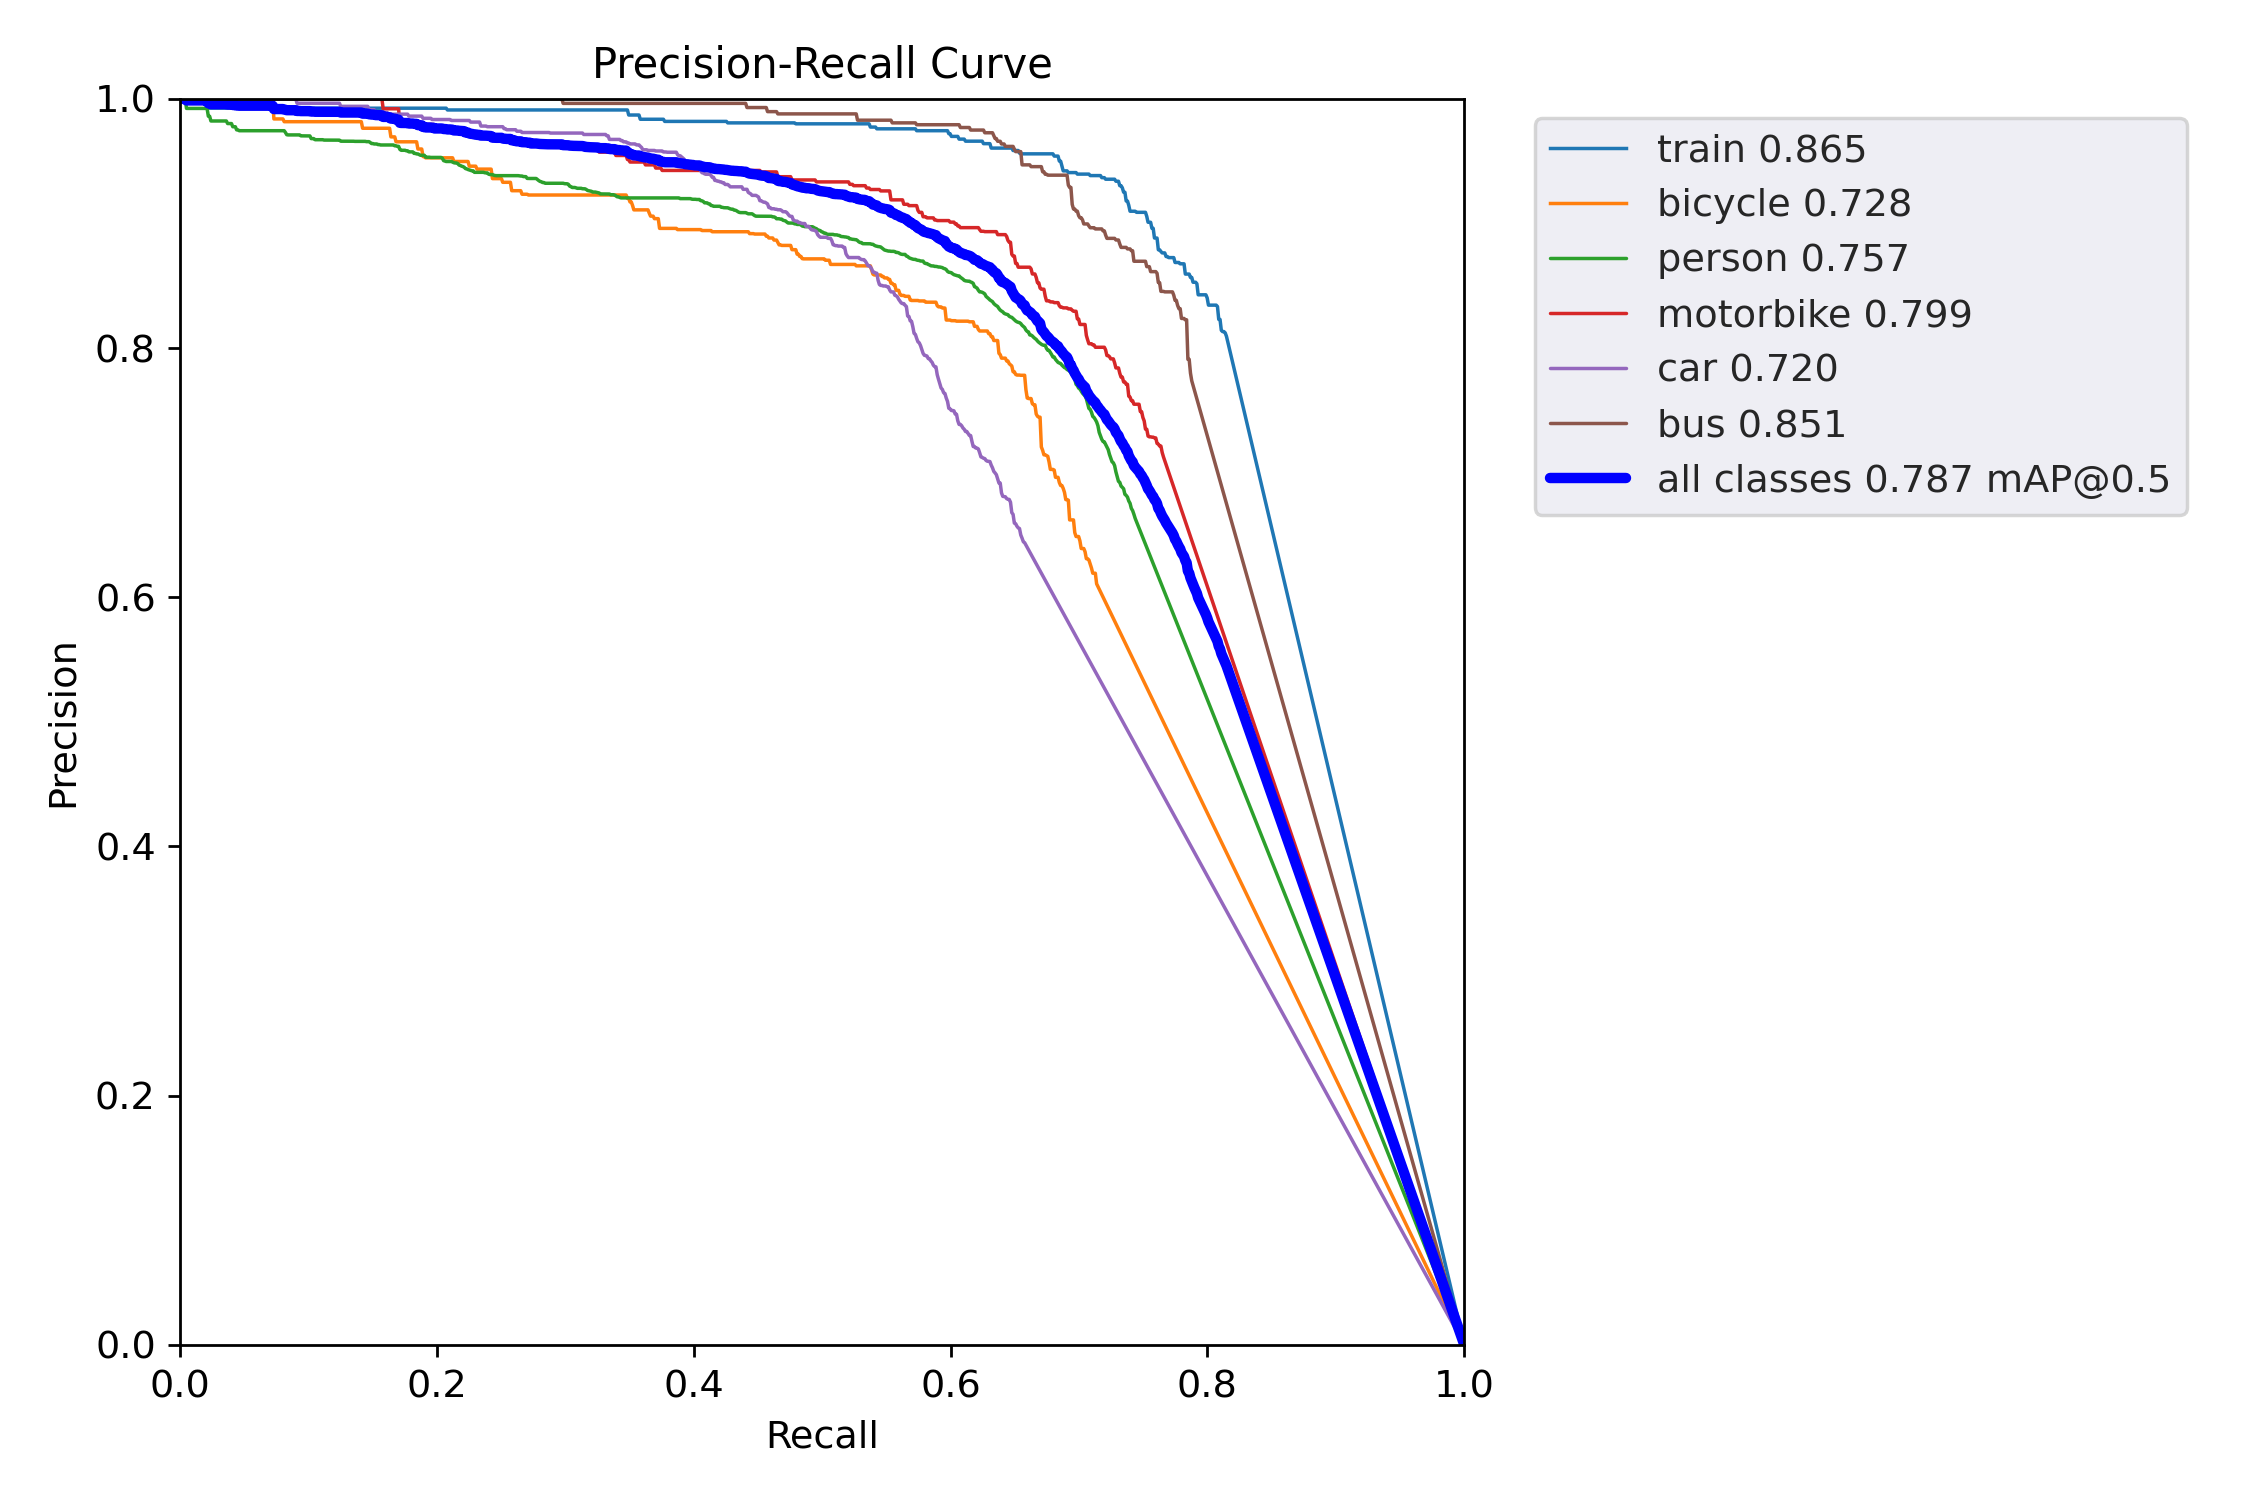 Precision-Recall Curve
1.0
0.8
0.6
0.4
0.2
0.0
Precision
0.0 0.2 0.4 0.6 0.8 1.0
Recall
train 0.865
bicycle 0.728
person 0.757
motorbike 0.799
car 0.720
bus 0.851
all classes 0.787 mAP@0.5